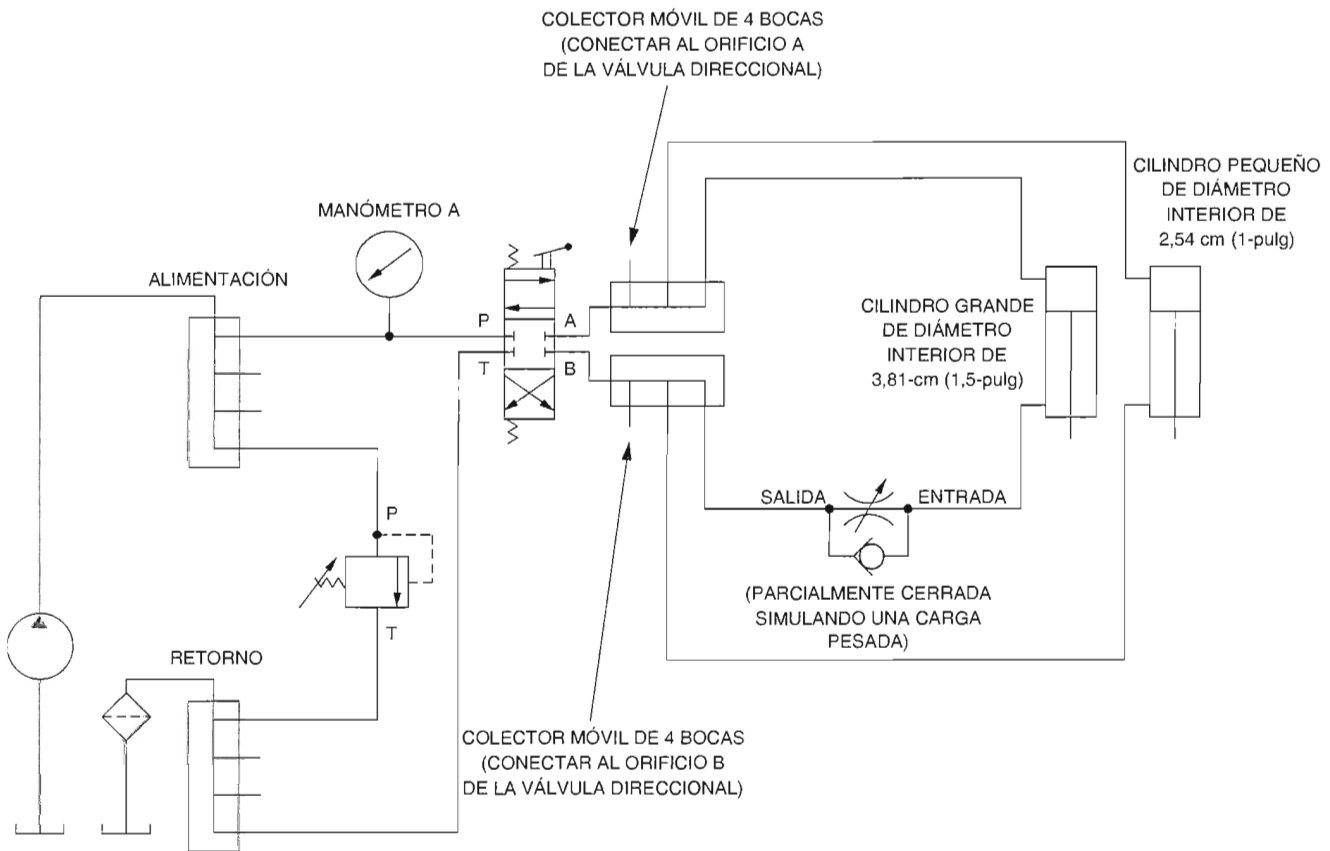 COLECTOR MÓVIL DE 4 BOCAS
(CONECTAR AL ORIFICIO A
DE LA VÁLVULA DIRECCIONAL)
CILINDRO PEQUEÑO
DE DIÁMETRO
INTERIOR DE
2,54 cm (1-pulg)
MANÓMETRO A
ALIMENTACIÓN
P
A
T
B
CILINDRO GRANDE
DE DIÁMETRO
INTERIOR DE
3,81-cm (1,5-pulg)
SALIDA
ENTRADA
(PARCIALMENTE CERRADA
SIMULANDO UNA CARGA
PESADA)
P
T
RETORNO
COLECTOR MÓVIL DE 4 BOCAS
(CONECTAR AL ORIFICIO B
DE LA VÁLVULA DIRECCIONAL)